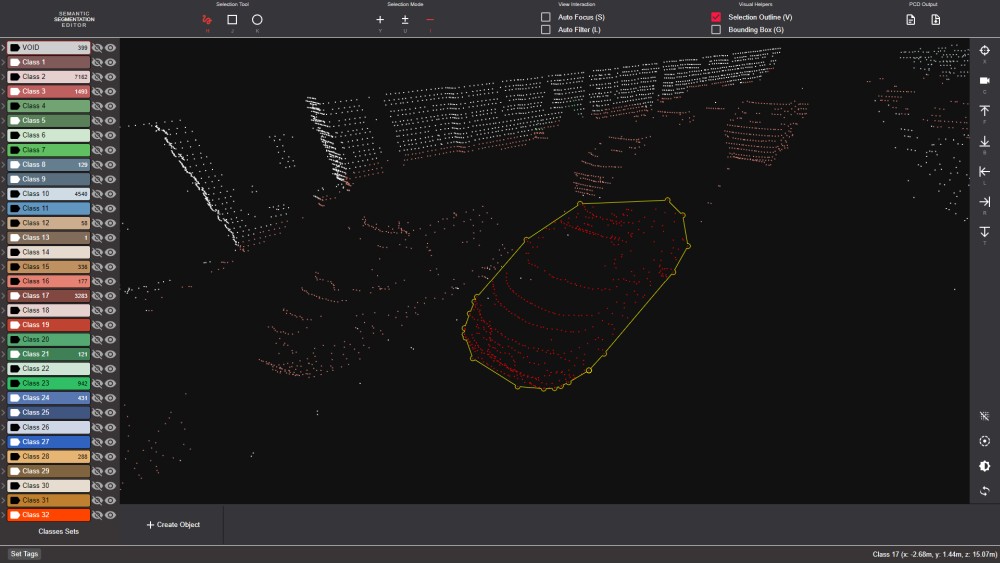 SEMANTIC
SEGMENTATION
EDITOR
Selection Tool
H
J
K
Selection Mode
Y
U
I
View Interaction
Auto Focus (S)
Auto Filter (L)
Visual Helpers
Selection Outline (V)
Bounding Box (G)
PCD Output
VOID 399
Class 1
Class 2 7182
Class 3 1493
Class 4
Class 5
Class 6
Class 7
Class 8 129
Class 9
Class 10 4540
Class 11
Class 12 58
Class 13 1
Class 14
Class 15 336
Class 16 177
Class 17 3283
Class 18
Class 19
Class 20
Class 21 121
Class 22
Class 23 942
Class 24 431
Class 25
Class 26
Class 27
Class 28 288
Class 29
Class 30
Class 31
Class 32
Classes Sets
+ Create Object
C
L
R
T
Set Tags
Class 17 (x: -2.68m, y: 1.44m, z: 15.07m)